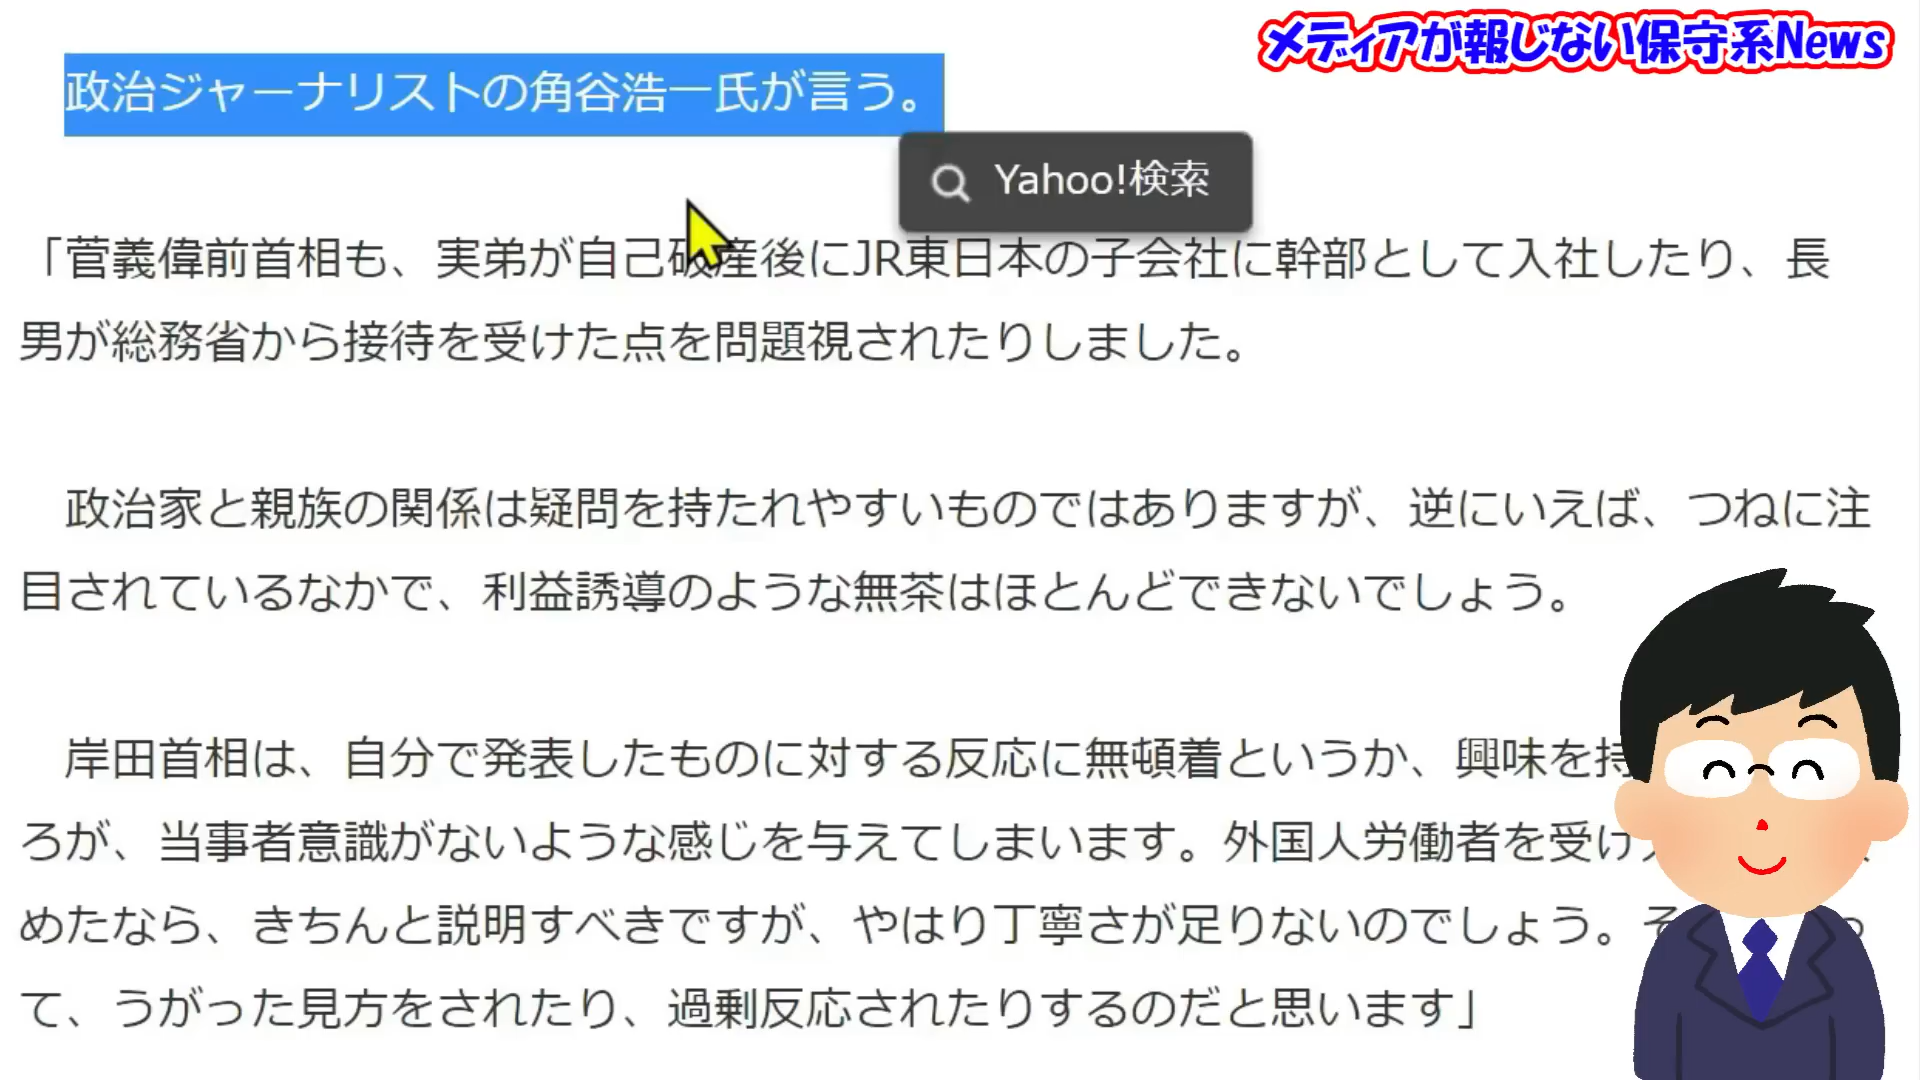 メディアが報じない保守系News
政治ジャーナリストの角谷浩一氏が言う。
Yahoo!検索
「菅義偉前首相も、実弟が自己破産後にJR東日本の子会社に幹部として入社したり、長
男が総務省から接待を受けた点を問題視されたりしました。
政治家と親族の関係は疑問を持たれやすいものではありますが、逆にいえば、つねに注
目されているなかで、利益誘導のような無茶はほとんどできないでしょう。
岸田首相は、自分で発表したものに対する反応に無頓着というか、興味を持
ろが、当事者意識がないような感じを与えてしまいます。外国人労働者を受け
めたなら、きちんと説明すべきですが、やはり丁寧さが足りないのでしょう。そ
て、うがった見方をされたり、過剰反応されたりするのだと思います」